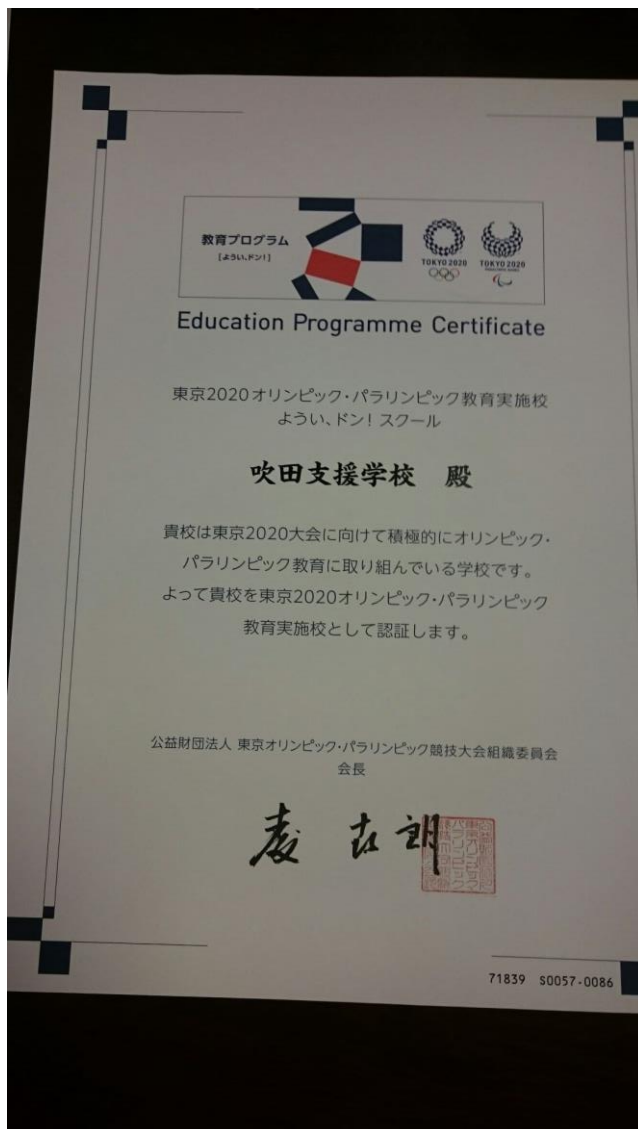 教育プログラム
[ようい、ドン!]
TOKYO 2020
TOKYO 2020
PARALYMPIC GAMES
Education Programme Certificate
東京2020オリンピック・パラリンピック教育実施校
ようい、ドン! スクール
吹田支援学校 殿
貴校は東京2020大会に向けて積極的にオリンピック・
パラリンピック教育に取り組んでいる学校です。
よって貴校を東京2020オリンピック・パラリンピック
教育実施校として認証します。
公益財団法人 東京オリンピック・パラリンピック競技大会組織委員会
会長
71839 S0057-0086